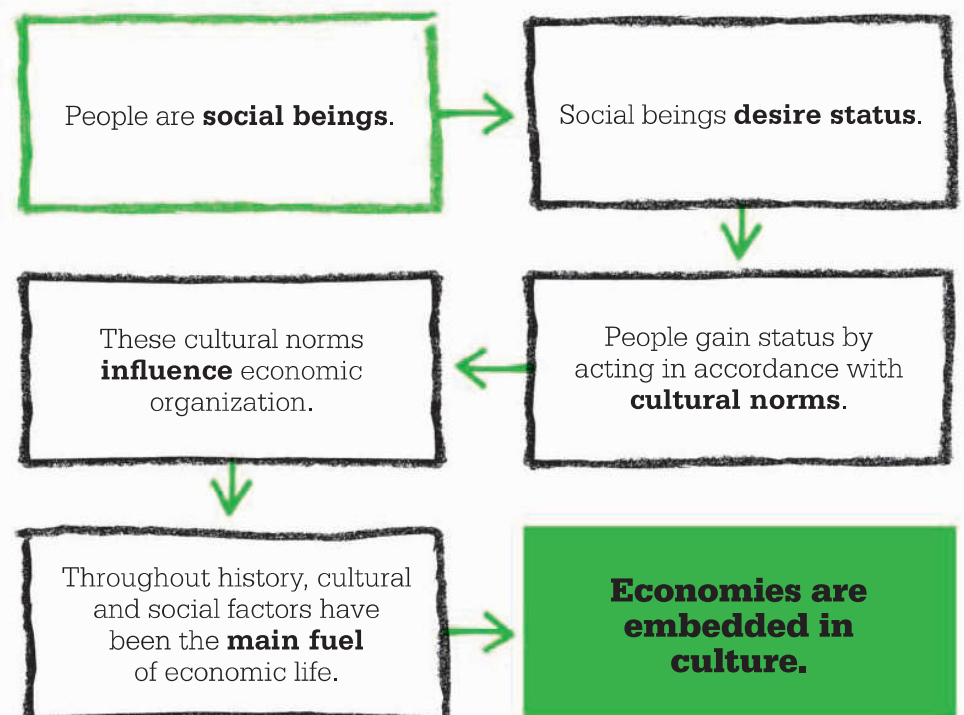 People are social beings.
Social beings desire status.
People gain status by
acting in accordance with
cultural norms.
These cultural norms
influence economic
organization.
Throughout history, cultural
and social factors have
been the main fuel
of economic life.
Economies are
embedded in
culture.